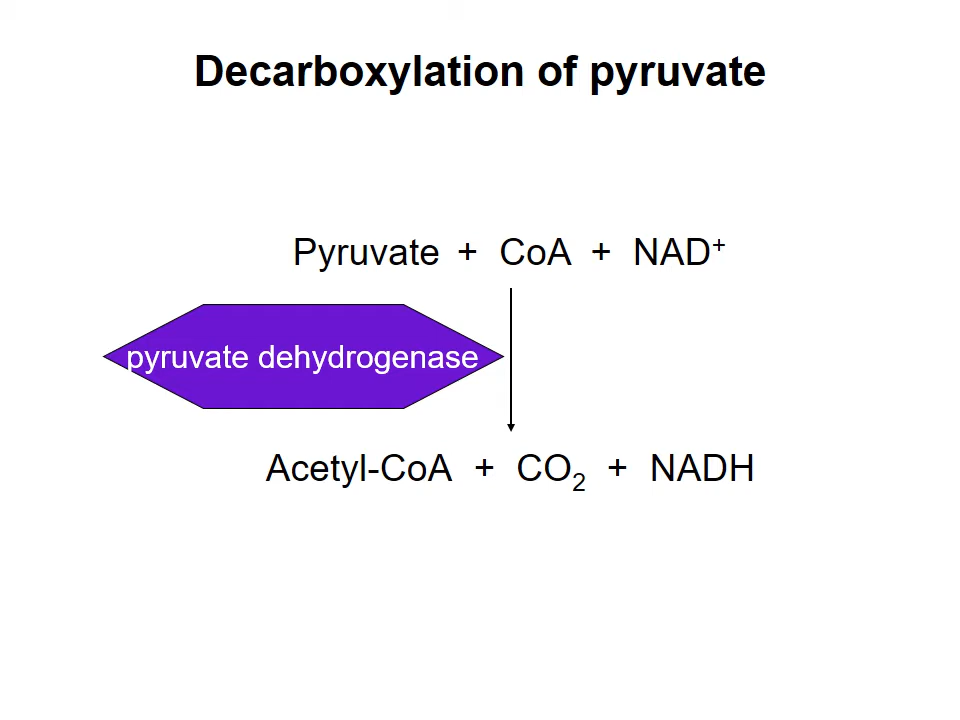 Decarboxylation of pyruvate
Pyruvate + CoA + NAD⁺
pyruvate dehydrogenase
Acetyl-CoA + CO₂ + NADH